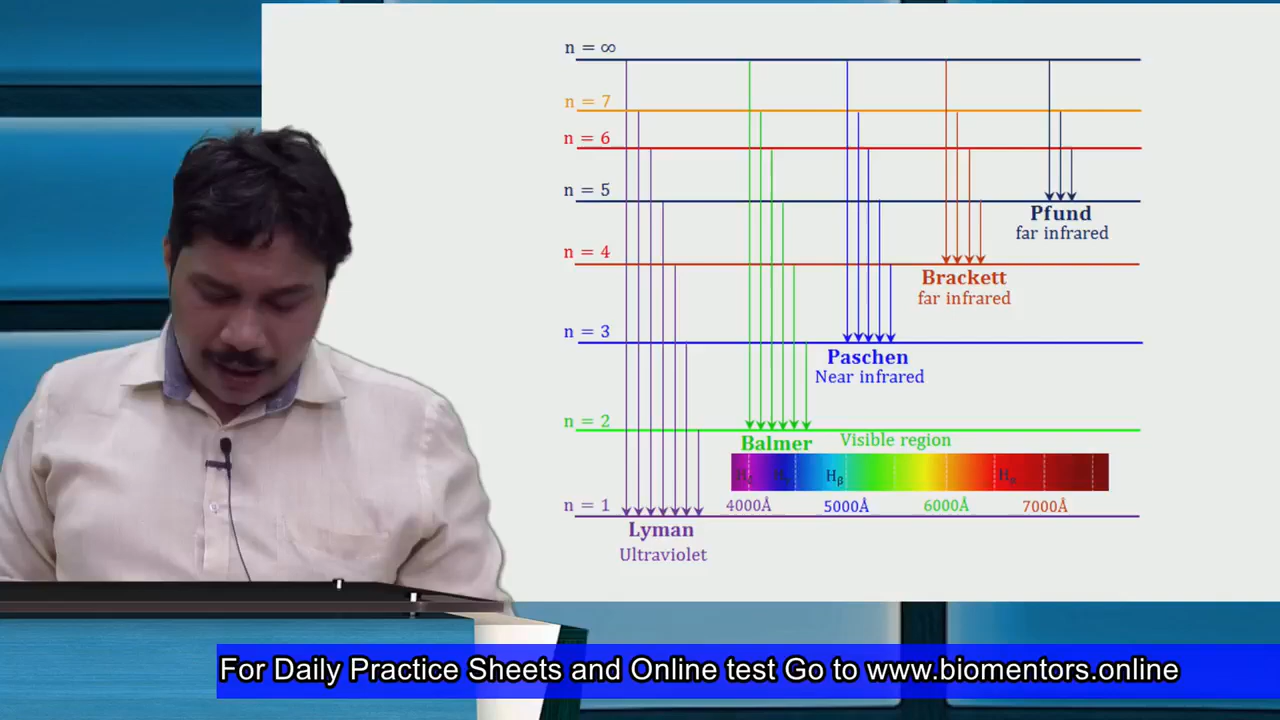 n = ∞
n = 7
n = 6
n = 5
Pfund
far infrared
n = 4
Brackett
far infrared
n = 3
Paschen
Near infrared
n = 2
Balmer Visible region
Hβ Hα
n = 1 4000Å 5000Å 6000Å 7000Å
Lyman
Ultraviolet
For Daily Practice Sheets and Online test Go to www.biomentors.online